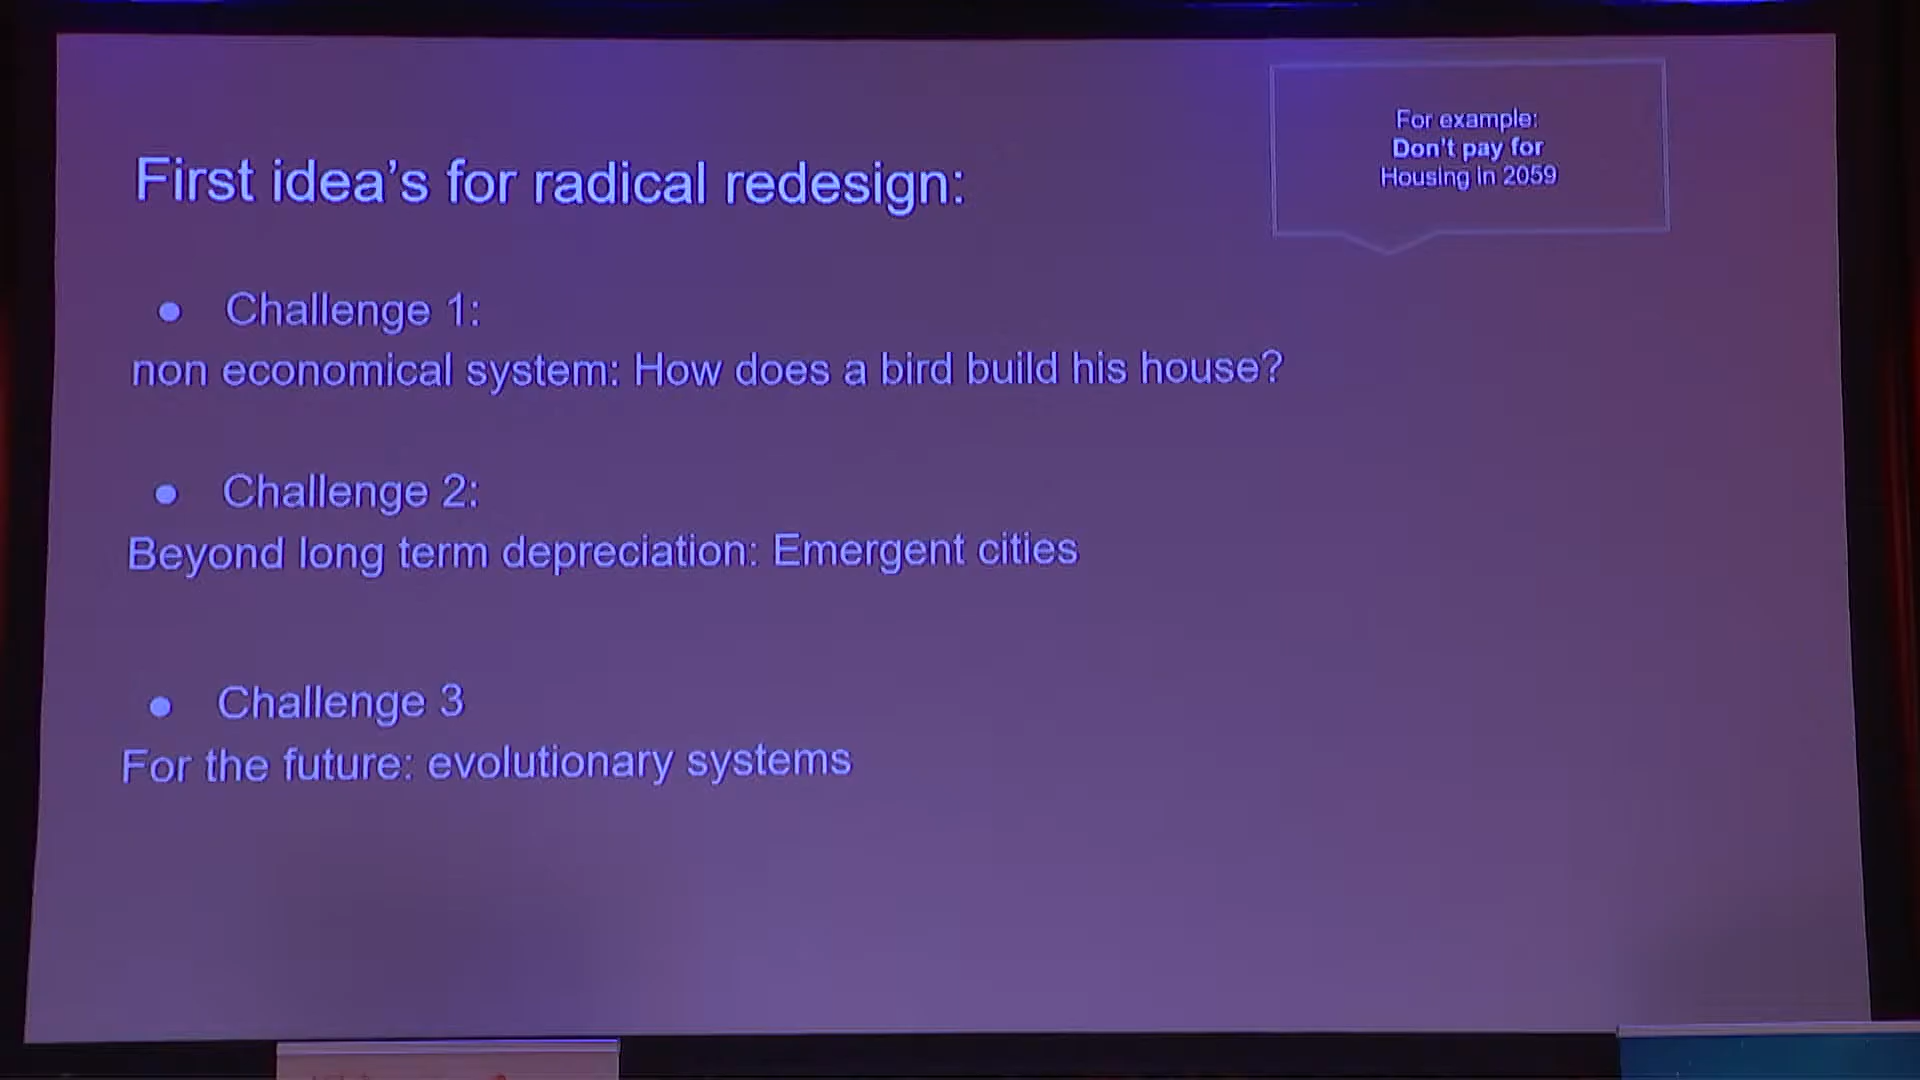 For example:
Don't pay for
Housing in 2059
First idea's for radical redesign:
● Challenge 1:
non economical system: How does a bird build his house?
● Challenge 2:
Beyond long term depreciation: Emergent cities
● Challenge 3
For the future: evolutionary systems